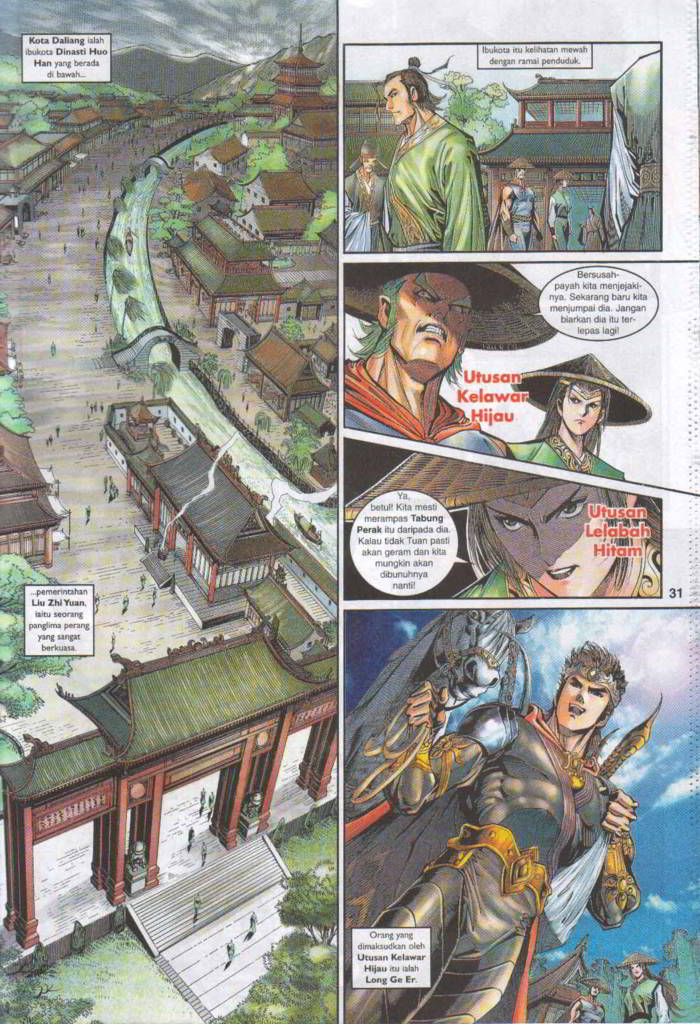 Kota Daliang ialah
ibukota Dinasti Huo
Han yang berada
di bawah...
...pemerintahan
Liu Zhi Yuan,
iaitu seorang
panglima perang
yang sangat
berkuasa.
Ibukota itu kelihatan mewah
dengan ramai penduduk.
Bersusah-
payah kita menjejaki-
nya. Sekarang baru kita
menjumpai dia. Jangan
biarkan dia itu ter-
lepas lagi!
Utusan
Kelawar
Hijau
Ya,
betul! Kita mesti
merampas Tabung
Perak itu daripada dia.
Kalau tidak Tuan pasti
akan geram dan kita
mungkin akan
dibunuhnya
nanti!
Utusan
Lelabah
Hitam
31
Orang yang
dimaksudkan oleh
Utusan Kelawar
Hijau itu ialah
Long Ge Er.